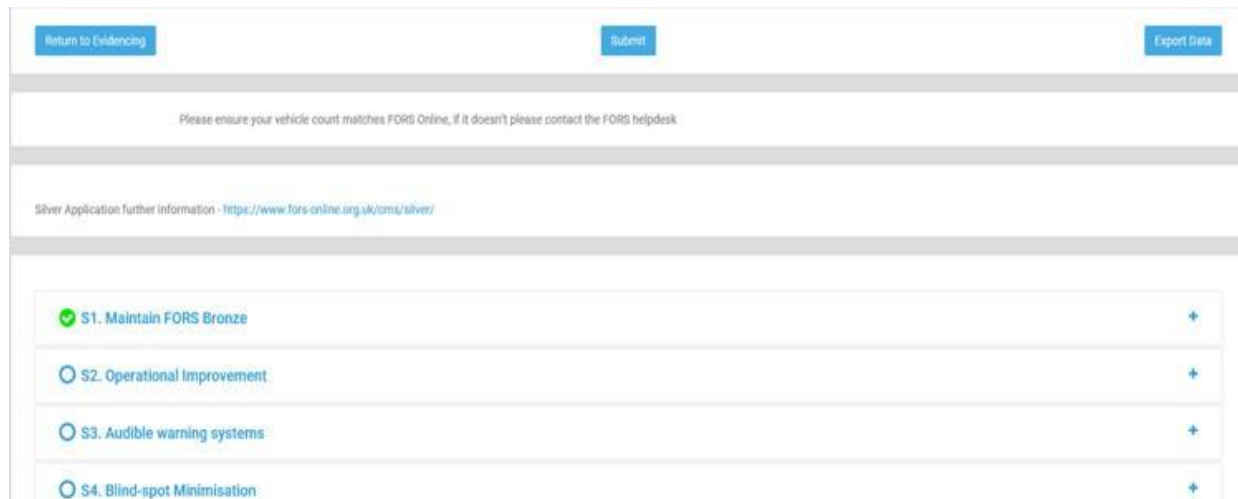 Return to Evidencing
Submit
Export Data
Please ensure your vehicle count matches FORS Online, if it doesn't please contact the FORS helpdesk
Silver Application further information - https://www.fors-online.org.uk/cms/silver/
S1. Maintain FORS Bronze
S2. Operational Improvement
S3. Audible warning systems
S4. Blind-spot Minimisation